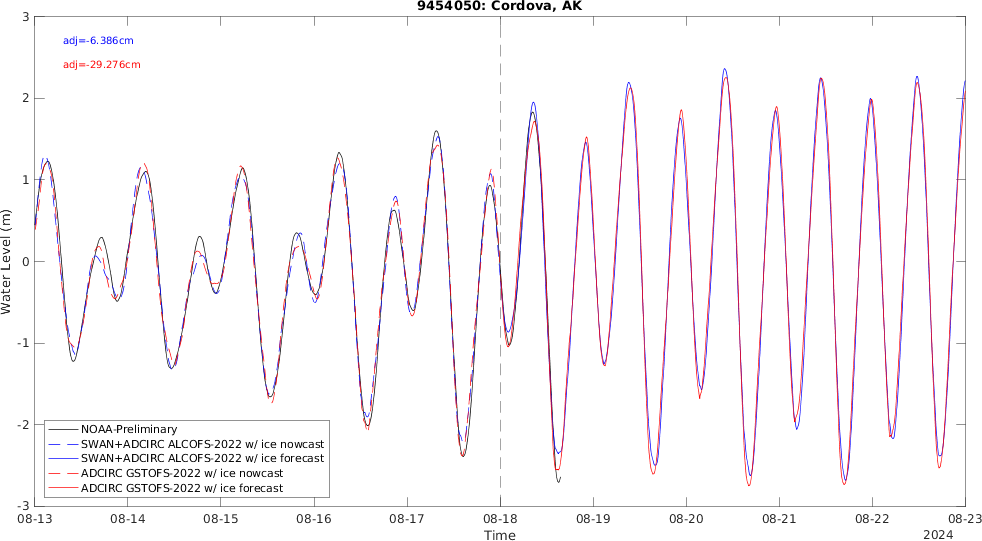 9454050: Cordova, AK
adj=-6.386cm
adj=-29.276cm
Water Level (m)
3
2
1
0
-1
-2
-3
NOAA-Preliminary
SWAN+ADCIRC ALCOFS-2022 w/ ice nowcast
SWAN+ADCIRC ALCOFS-2022 w/ ice forecast
ADCIRC GSTOFS-2022 w/ ice nowcast
ADCIRC GSTOFS-2022 w/ ice forecast
08-13 08-14 08-15 08-16 08-17 08-18 08-19 08-20 08-21 08-22 08-23
Time
2024